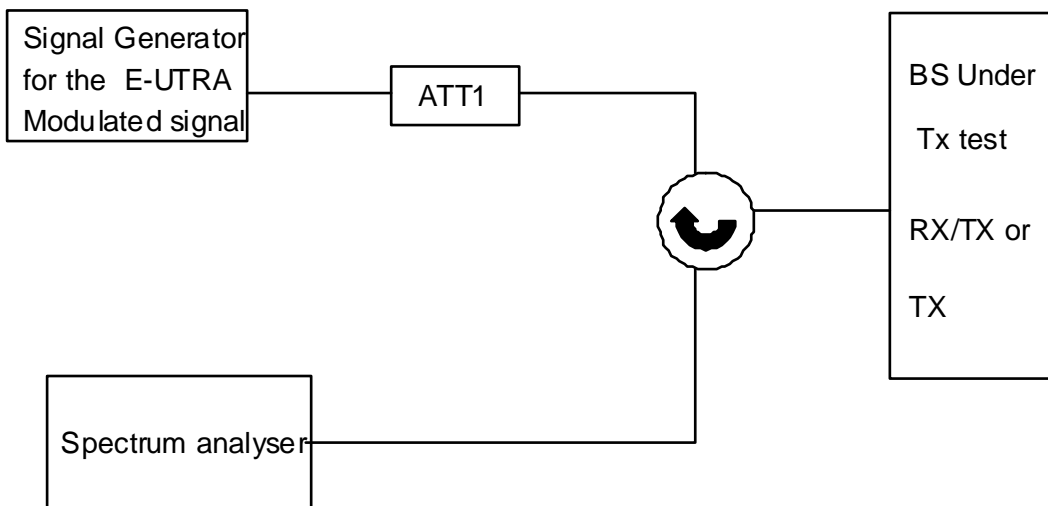 Signal Generator
for the E-UTRA
Modulated signal
ATT1
BS Under
Tx test
RX/TX or
TX
Spectrum analyser